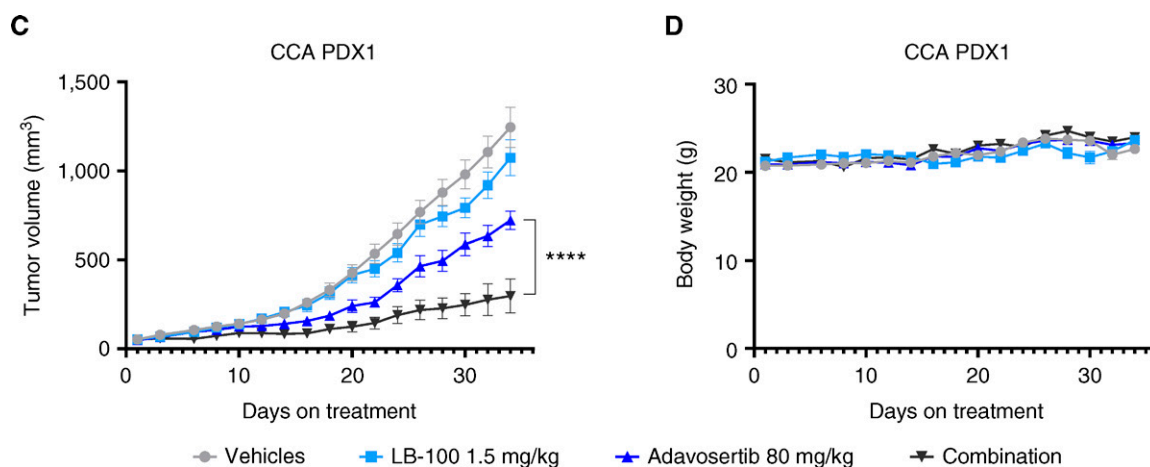 C
CCA PDX1
Tumor volume (mm³)
1,500
1,000
500
0
0 10 20 30
Days on treatment
****
D
CCA PDX1
Body weight (g)
30
20
10
0
0 10 20 30
Days on treatment
Vehicles LB-100 1.5 mg/kg Adavosertib 80 mg/kg Combination